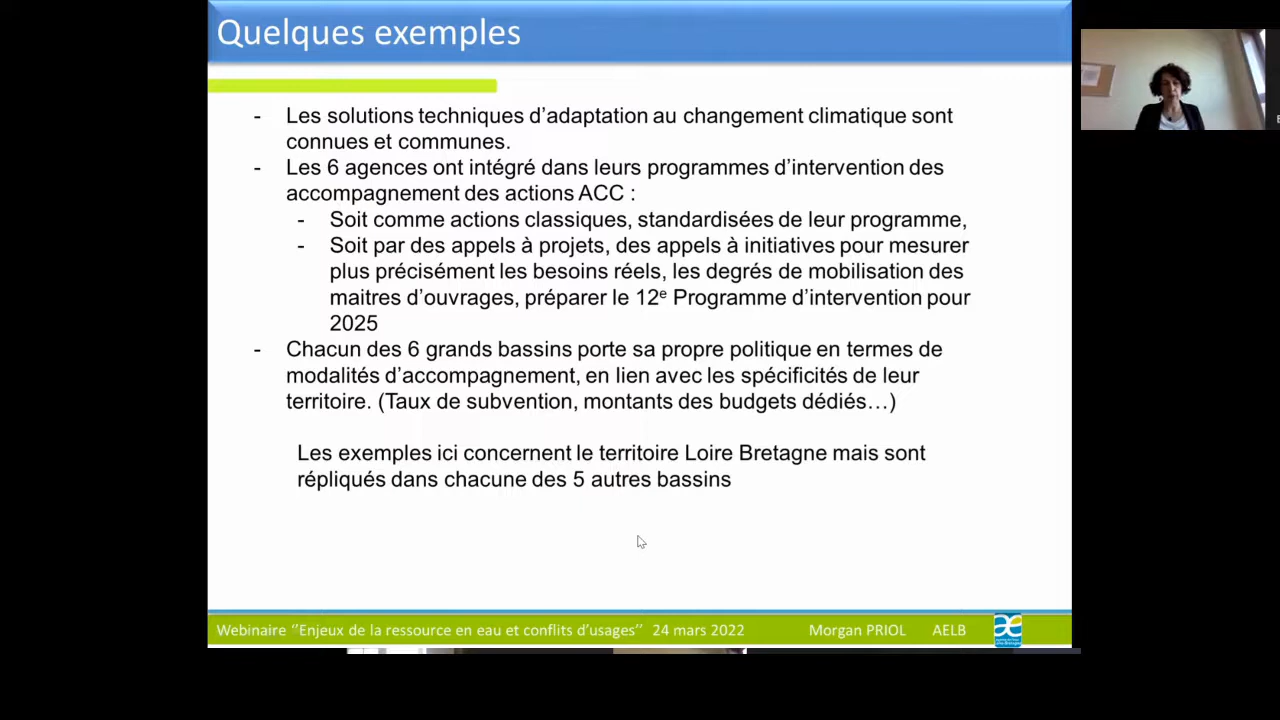 Quelques exemples
- Les solutions techniques d’adaptation au changement climatique sont
connues et communes.
- Les 6 agences ont intégré dans leurs programmes d’intervention des
accompagnement des actions ACC :
- Soit comme actions classiques, standardisées de leur programme,
- Soit par des appels à projets, des appels à initiatives pour mesurer
plus précisément les besoins réels, les degrés de mobilisation des
maitres d’ouvrages, préparer le 12e Programme d’intervention pour
2025
- Chacun des 6 grands bassins porte sa propre politique en termes de
modalités d’accompagnement, en lien avec les spécificités de leur
territoire. (Taux de subvention, montants des budgets dédiés…)
Les exemples ici concernent le territoire Loire Bretagne mais sont
répliqués dans chacune des 5 autres bassins
Webinaire ‘’Enjeux de la ressource en eau et conflits d’usages’’ 24 mars 2022 Morgan PRIOL AELB